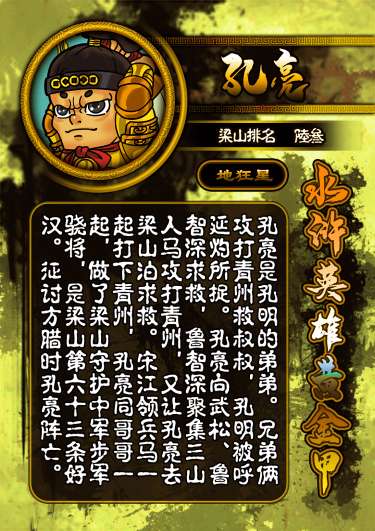 孔亮
梁山排名 陸叁
地狂星
水浒英雄黄金甲
孔亮是孔明的弟弟。兄弟俩
攻打青州救叔叔,孔明被呼
延灼所捉。孔亮向武松、鲁
智深求救,鲁智深聚集三山
人马攻打青州,又让孔亮去
梁山泊求救。宋江领兵马一
起打下青州,孔亮同哥哥一
起,做了梁山守护中军步军
骁将,是梁山第六十三条好
汉。征讨方腊时孔亮阵亡。